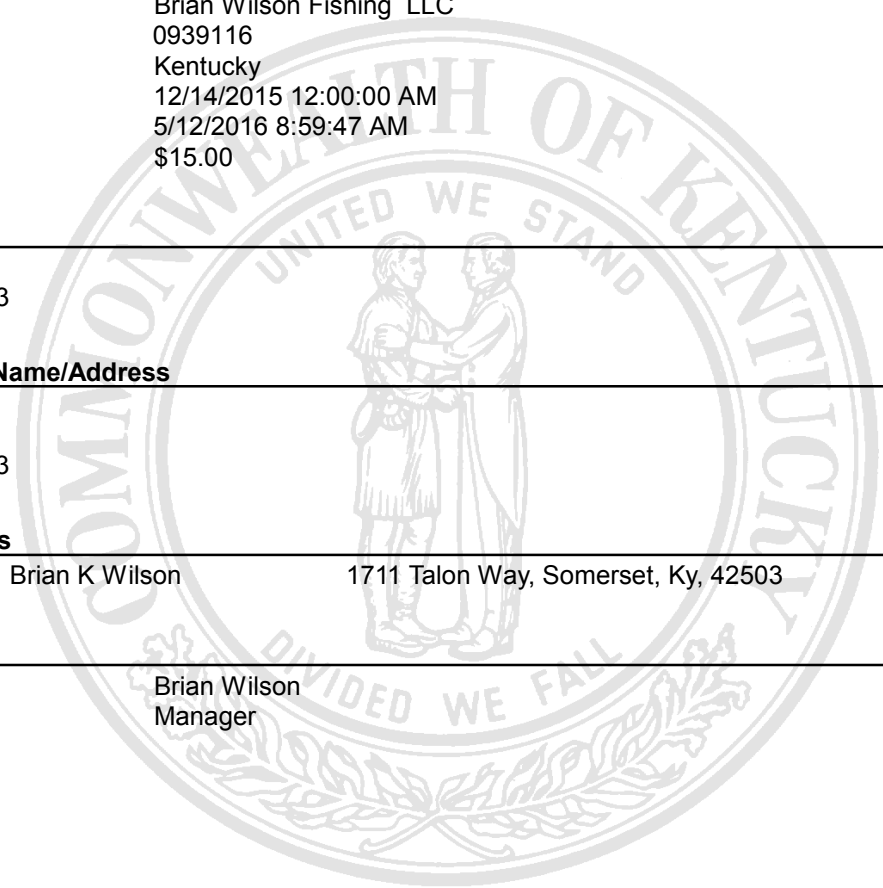 Brian Wilson Fishing LLC
0939116
Kentucky
12/14/2015 12:00:00 AM
5/12/2016 8:59:47 AM
$15.00
3
Name/Address
3
s
Brian K Wilson 1711 Talon Way, Somerset, Ky, 42503
Brian Wilson
Manager
COMMONWEALTH OF KENTUCKY
UNITED WE STAND
DIVIDED WE FALL